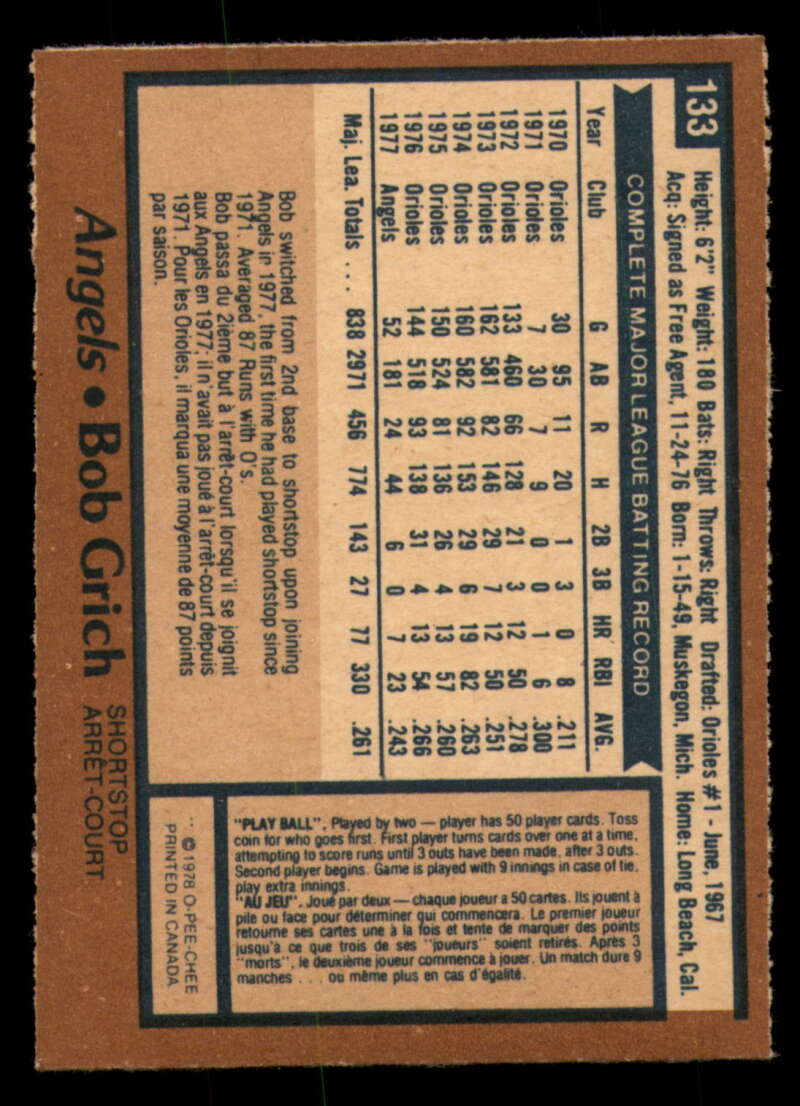 133
Height: 6'2" Weight: 180 Bats: Right Throws: Right Drafted: Orioles #1 - June, 1967
Acq: Signed as Free Agent, 11-24-76 Born: 1-15-49, Muskegon, Mich. Home: Long Beach, Cal.
COMPLETE MAJOR LEAGUE BATTING RECORD
Year Club G AB R H 2B 3B HR RBI AVG.
1970 Orioles 30 95 11 20 1 3 0 8 .211
1971 Orioles 7 30 7 9 0 0 1 6 .300
1972 Orioles 133 460 66 128 21 3 12 50 .278
1973 Orioles 162 581 82 146 29 7 12 50 .251
1974 Orioles 160 582 92 153 29 6 19 82 .263
1975 Orioles 150 524 81 136 26 4 13 57 .260
1976 Orioles 144 518 93 138 31 4 13 54 .266
1977 Angels 52 181 24 44 6 0 7 23 .243
Maj. Lea. Totals ... 838 2971 456 774 143 27 77 330 .261
Bob switched from 2nd base to shortstop upon joining
Angels in 1977, the first time he had played shortstop since
1971. Averaged 87 Runs with O's.
Bob passa du 2ième but à l'arrêt-court lorsqu'il se joignit
aux Angels en 1977; il n'avait pas joué à l'arrêt-court depuis
1971. Pour les Orioles, il marqua une moyenne de 87 points
par saison.
Angels • Bob Grich SHORTSTOP
ARRÊT-COURT
"PLAY BALL". Played by two — player has 50 player cards. Toss
coin for who goes first. First player turns cards over one at a time,
attempting to score runs until 3 outs have been made, after 3 outs.
Second player begins. Game is played with 9 innings in case of tie,
play extra innings.
"AU JEU". Joué par deux — chaque joueur a 50 cartes. Ils jouent à
pile ou face pour déterminer qui commencera. Le premier joueur
retourne ses cartes une à la fois et tente de marquer des points
jusqu'à ce que trois de ses "joueurs" soient retirés. Après 3
"morts", le deuxième joueur commence à jouer. Un match dure 9
manches ... ou même plus en cas d'égalité.
** © 1978 O-PEE-CHEE
PRINTED IN CANADA